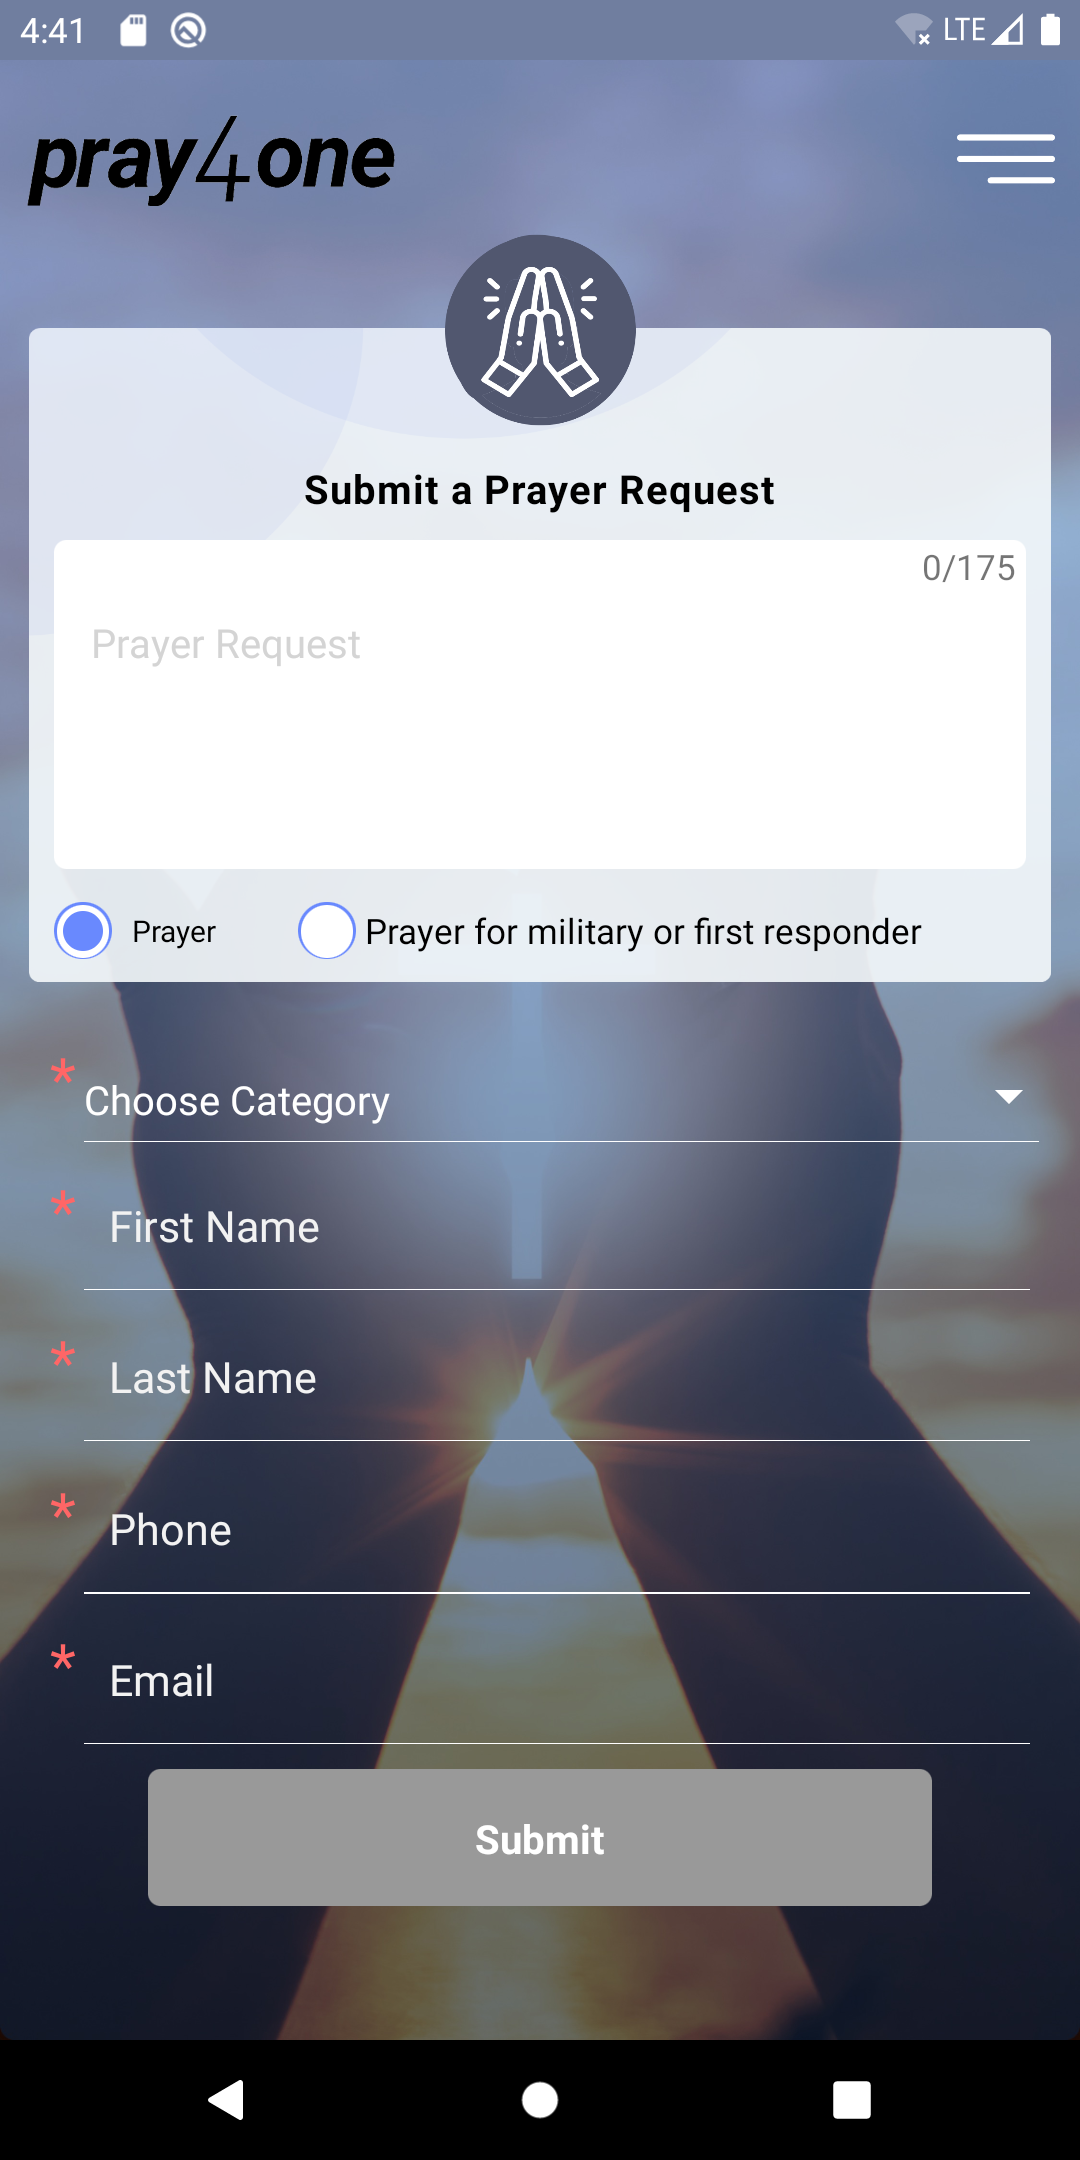 4:41
LTE
pray4one
Submit a Prayer Request
0/175
Prayer Request
Prayer
Prayer for military or first responder
* Choose Category
* First Name
* Last Name
* Phone
* Email
Submit